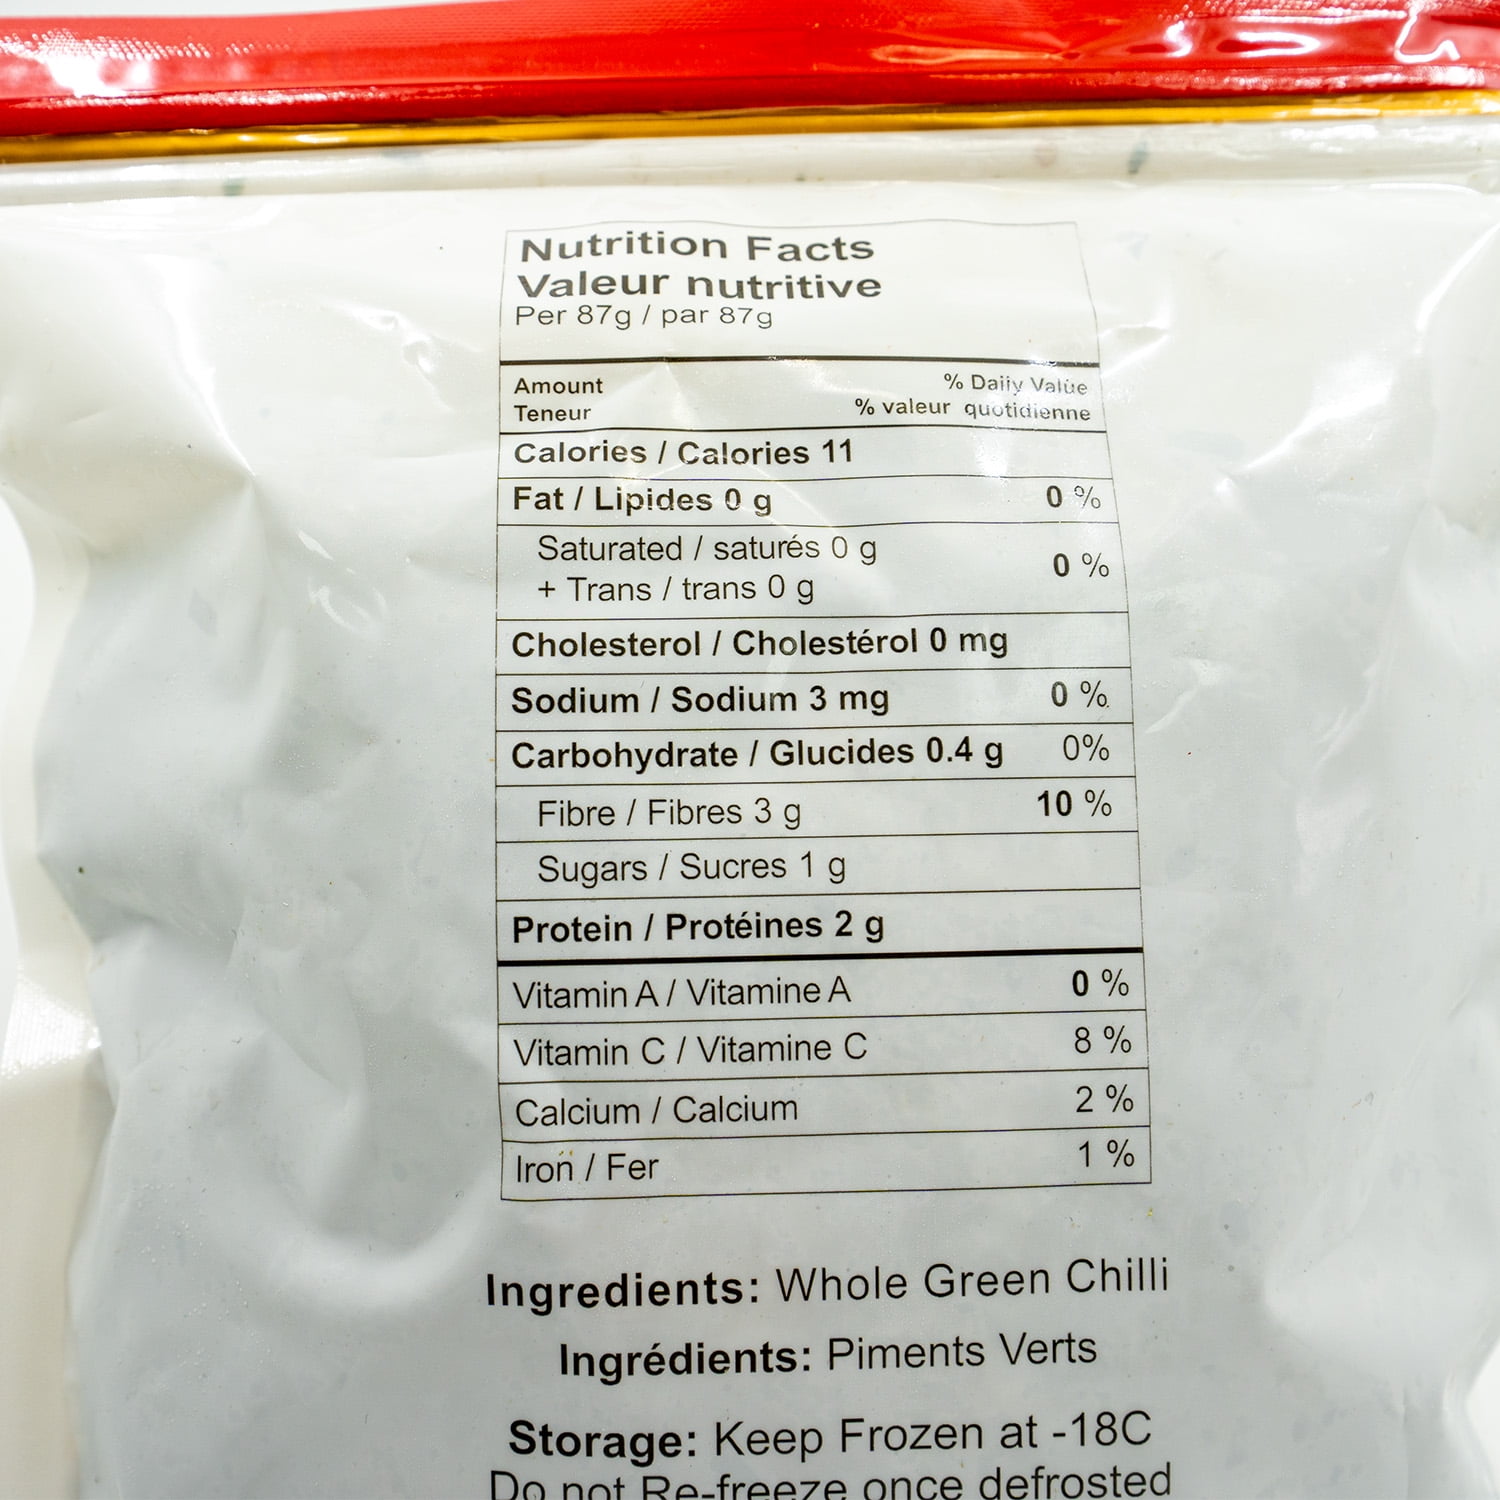 Nutrition Facts
Valeur nutritive
Per 87g / par 87g
Amount % Daily Value
Teneur % valeur quotidienne
Calories / Calories 11
Fat / Lipides 0 g 0 %
Saturated / saturés 0 g
+ Trans / trans 0 g 0 %
Cholesterol / Cholestérol 0 mg
Sodium / Sodium 3 mg 0 %
Carbohydrate / Glucides 0.4 g 0%
Fibre / Fibres 3 g 10 %
Sugars / Sucres 1 g
Protein / Protéines 2 g
Vitamin A / Vitamine A 0 %
Vitamin C / Vitamine C 8 %
Calcium / Calcium 2 %
Iron / Fer 1 %
Ingredients: Whole Green Chilli
Ingrédients: Piments Verts
Storage: Keep Frozen at -18C
Do not Re-freeze once defrosted